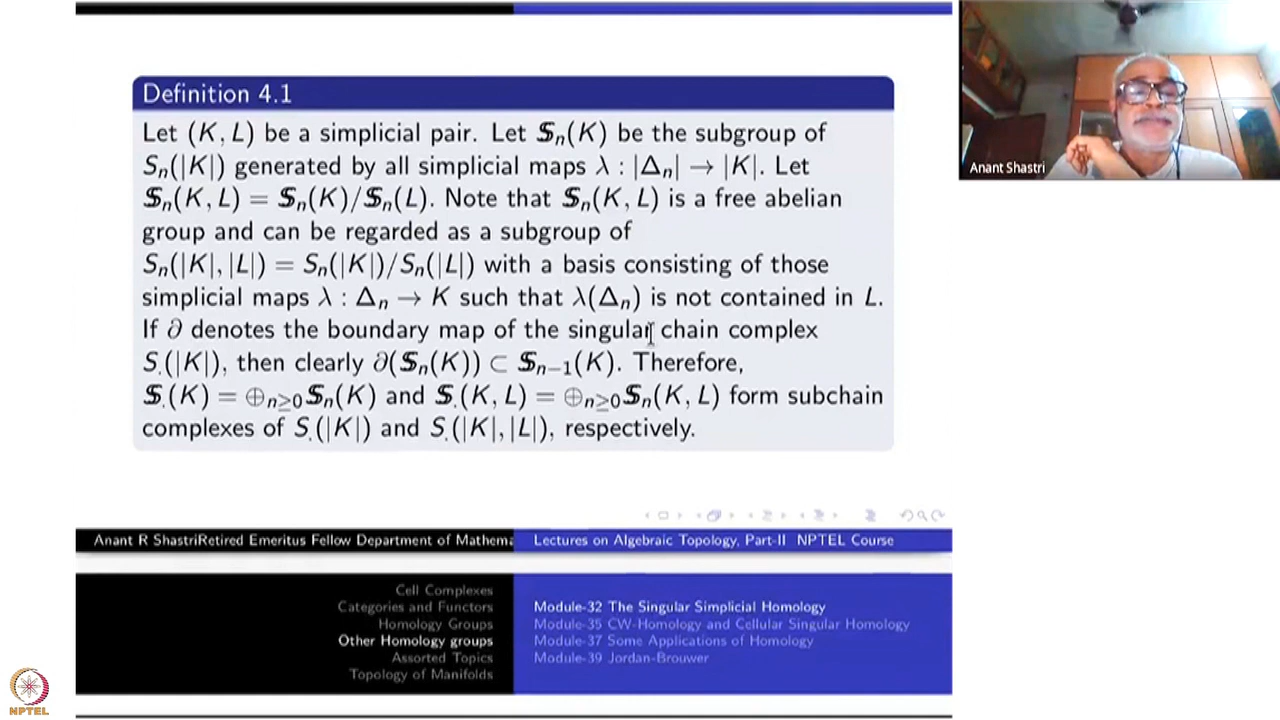 Definition 4.1
Let (K, L) be a simplicial pair. Let 𝕊ₙ(K) be the subgroup of
Sₙ(|K|) generated by all simplicial maps λ : |Δₙ| → |K|. Let
𝕊ₙ(K, L) = 𝕊ₙ(K)/𝕊ₙ(L). Note that 𝕊ₙ(K, L) is a free abelian
group and can be regarded as a subgroup of
Sₙ(|K|, |L|) = Sₙ(|K|)/Sₙ(|L|) with a basis consisting of those
simplicial maps λ : Δₙ → K such that λ(Δₙ) is not contained in L.
If ∂ denotes the boundary map of the singular chain complex
S.(|K|), then clearly ∂(𝕊ₙ(K)) ⊂ 𝕊ₙ₋₁(K). Therefore,
𝕊.(K) = ⊕ₙ≥₀𝕊ₙ(K) and 𝕊.(K, L) = ⊕ₙ≥₀𝕊ₙ(K, L) form subchain
complexes of S.(|K|) and S.(|K|, |L|), respectively.
Anant Shastri
Anant R ShastriRetired Emeritus Fellow Department of Mathema
Lectures on Algebraic Topology, Part-II NPTEL Course
Cell Complexes
Categories and Functors
Homology Groups
Other Homology groups
Assorted Topics
Topology of Manifolds
Module-32 The Singular Simplicial Homology
Module-35 CW-Homology and Cellular Singular Homology
Module-37 Some Applications of Homology
Module-39 Jordan-Brouwer
NPTEL